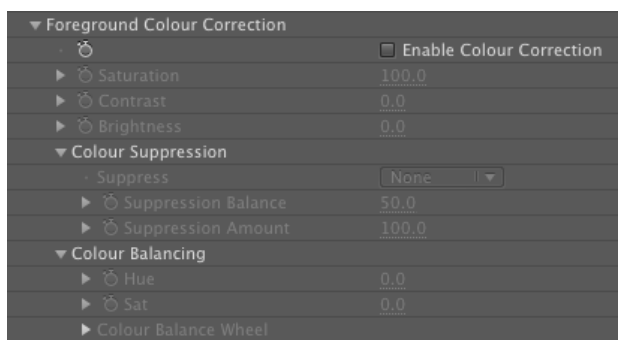 Foreground Colour Correction
Enable Colour Correction
Saturation 100.0
Contrast 0.0
Brightness 0.0
Colour Suppression
Suppress None
Suppression Balance 50.0
Suppression Amount 100.0
Colour Balancing
Hue 0.0
Sat 0.0
Colour Balance Wheel